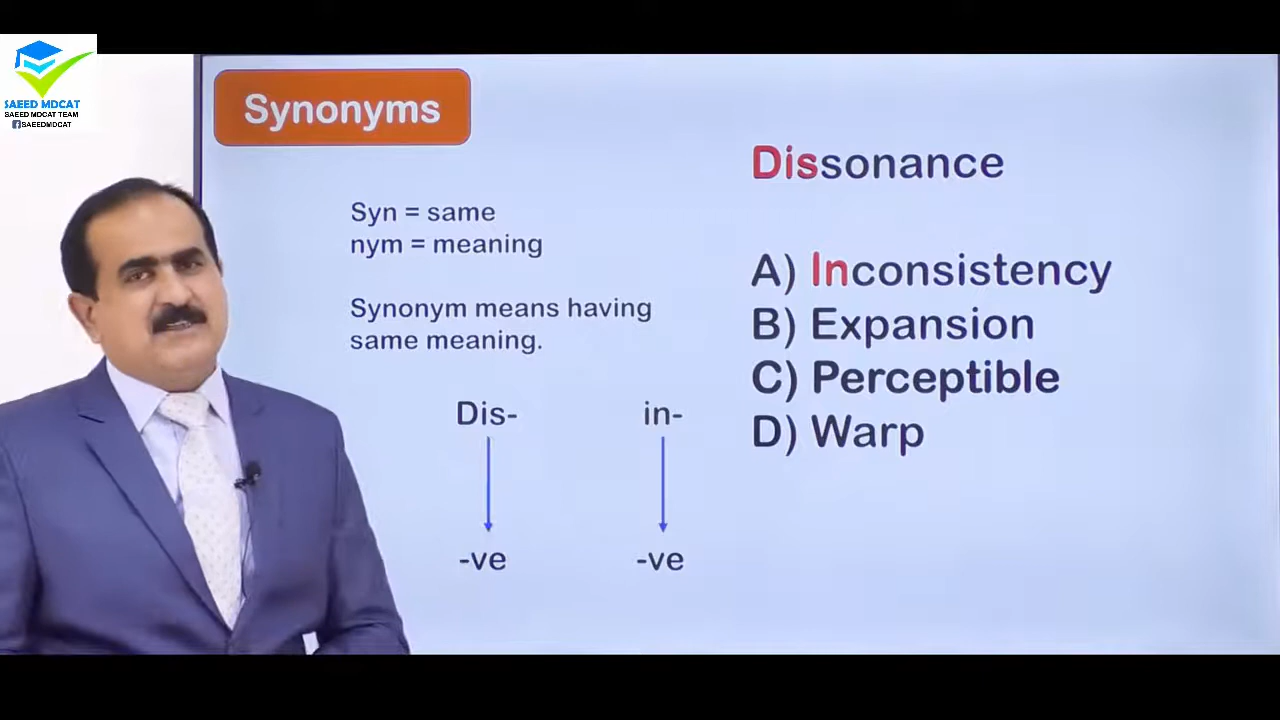 SAEED MDCAT
SAEED MDCAT TEAM
SAEEDMDCAT
Synonyms
Syn = same
nym = meaning
Synonym means having
same meaning.
Dis-
in-
-ve
-ve
Dissonance
A) Inconsistency
B) Expansion
C) Perceptible
D) Warp